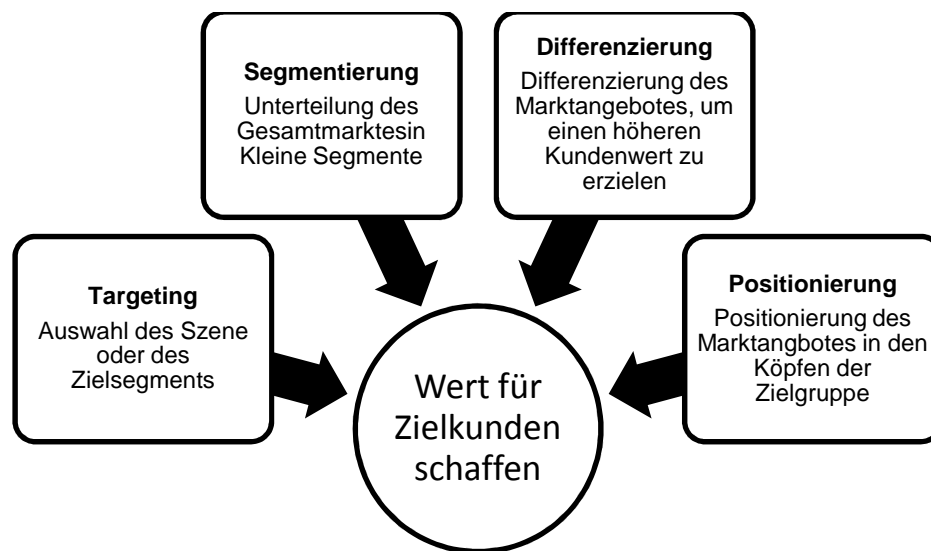 Targeting
Auswahl des Szene
oder des
Zielsegments
Segmentierung
Unterteilung des
Gesamtmarktesin
Kleine Segmente
Differenzierung
Differenzierung des
Marktangebotes, um
einen höheren
Kundenwert zu
erzielen
Positionierung
Positionierung des
Marktangbotes in den
Köpfen der
Zielgruppe
Wert für
Zielkunden
schaffen